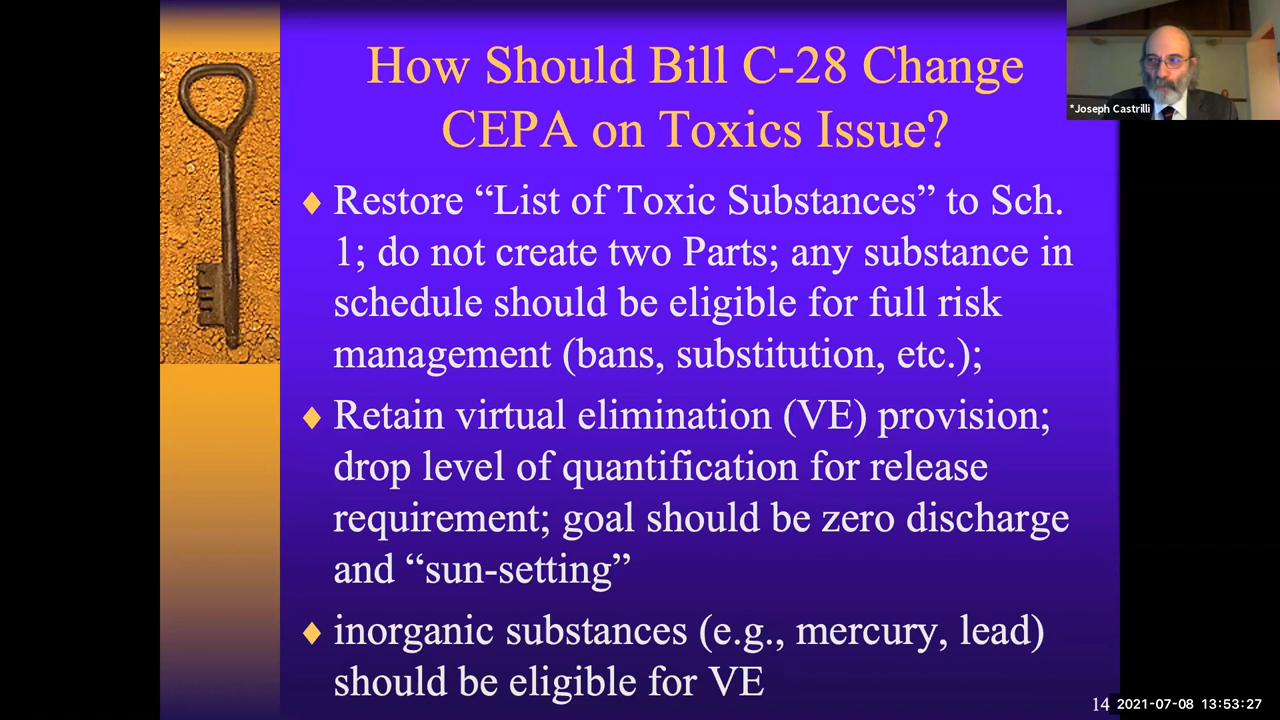 How Should Bill C-28 Change
CEPA on Toxics Issue?
*Joseph Castrilli
Restore “List of Toxic Substances” to Sch.
1; do not create two Parts; any substance in
schedule should be eligible for full risk
management (bans, substitution, etc.);
Retain virtual elimination (VE) provision;
drop level of quantification for release
requirement; goal should be zero discharge
and “sun-setting”
inorganic substances (e.g., mercury, lead)
should be eligible for VE
14
2021-07-08 13:53:27